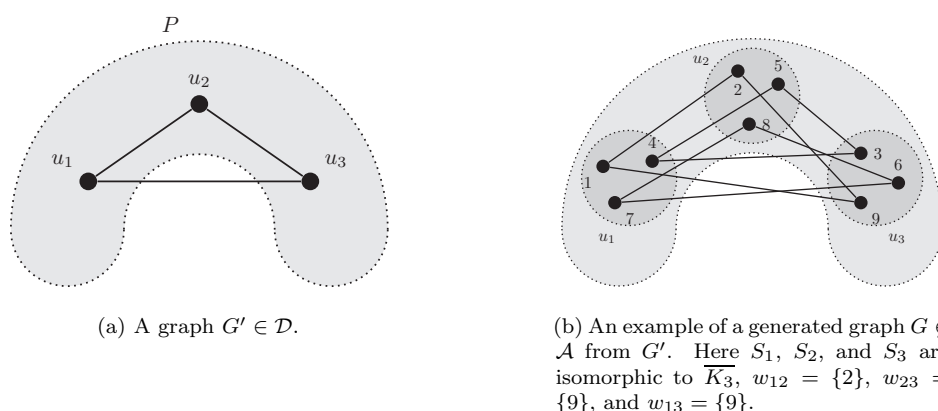 P
u₂
u₁
u₃
(a) A graph G′ ∈ 𝒟.
u₂
2
5
8
4
1
7
u₁
3
6
9
u₃
(b) An example of a generated graph G ∈
𝒜 from G′. Here S₁, S₂, and S₃ ar
isomorphic to K̅₃, w₁₂ = {2}, w₂₃ =
{9}, and w₁₃ = {9}.